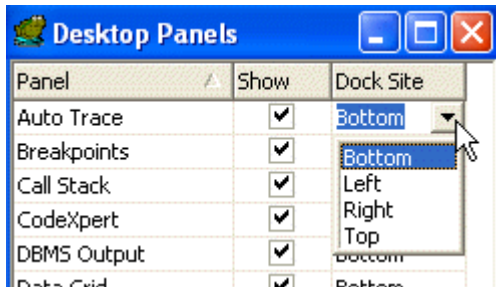 Desktop Panels
Panel Show Dock Site
Auto Trace Bottom
Breakpoints Bottom
Call Stack Left
CodeXpert Right
Top
DBMS Output Bottom
Data Grid Bottom